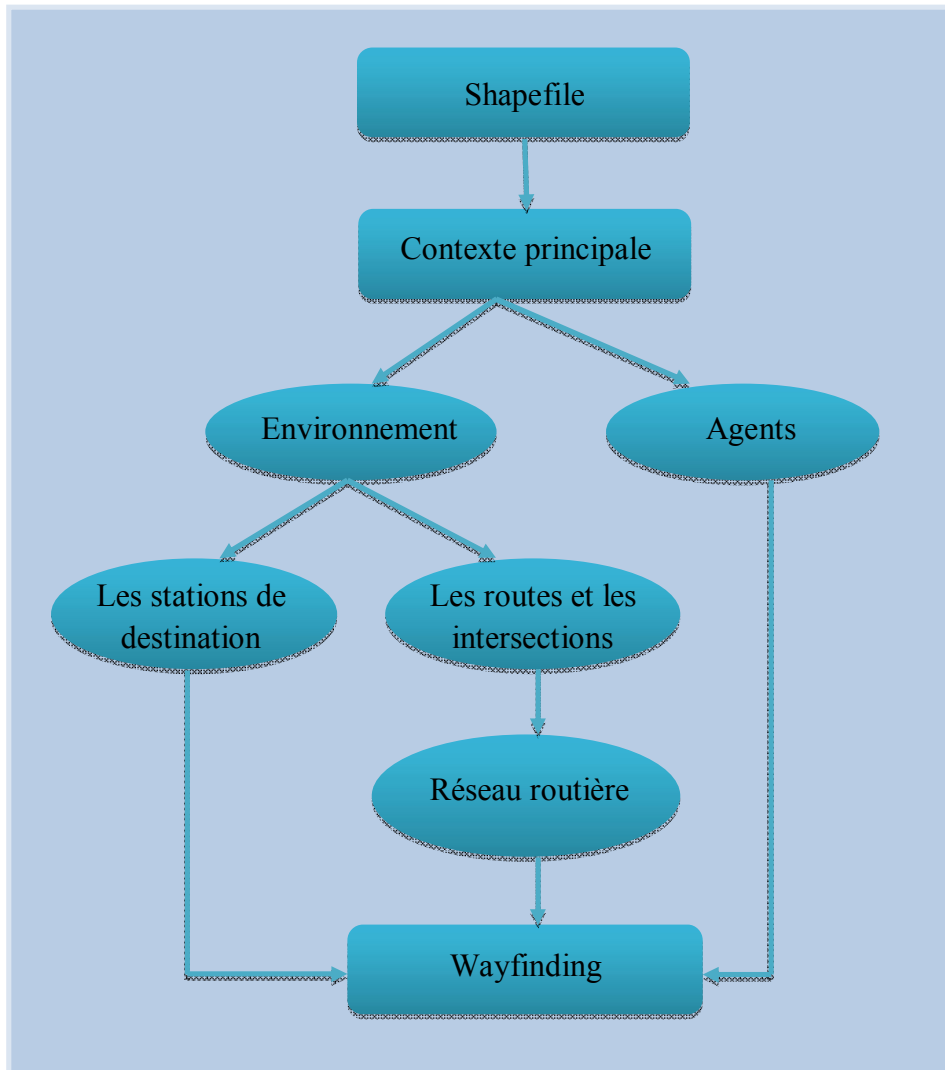 Shapefile
Contexte principale
Environnement
Agents
Les stations de
destination
Les routes et les
intersections
Réseau routière
Wayfinding